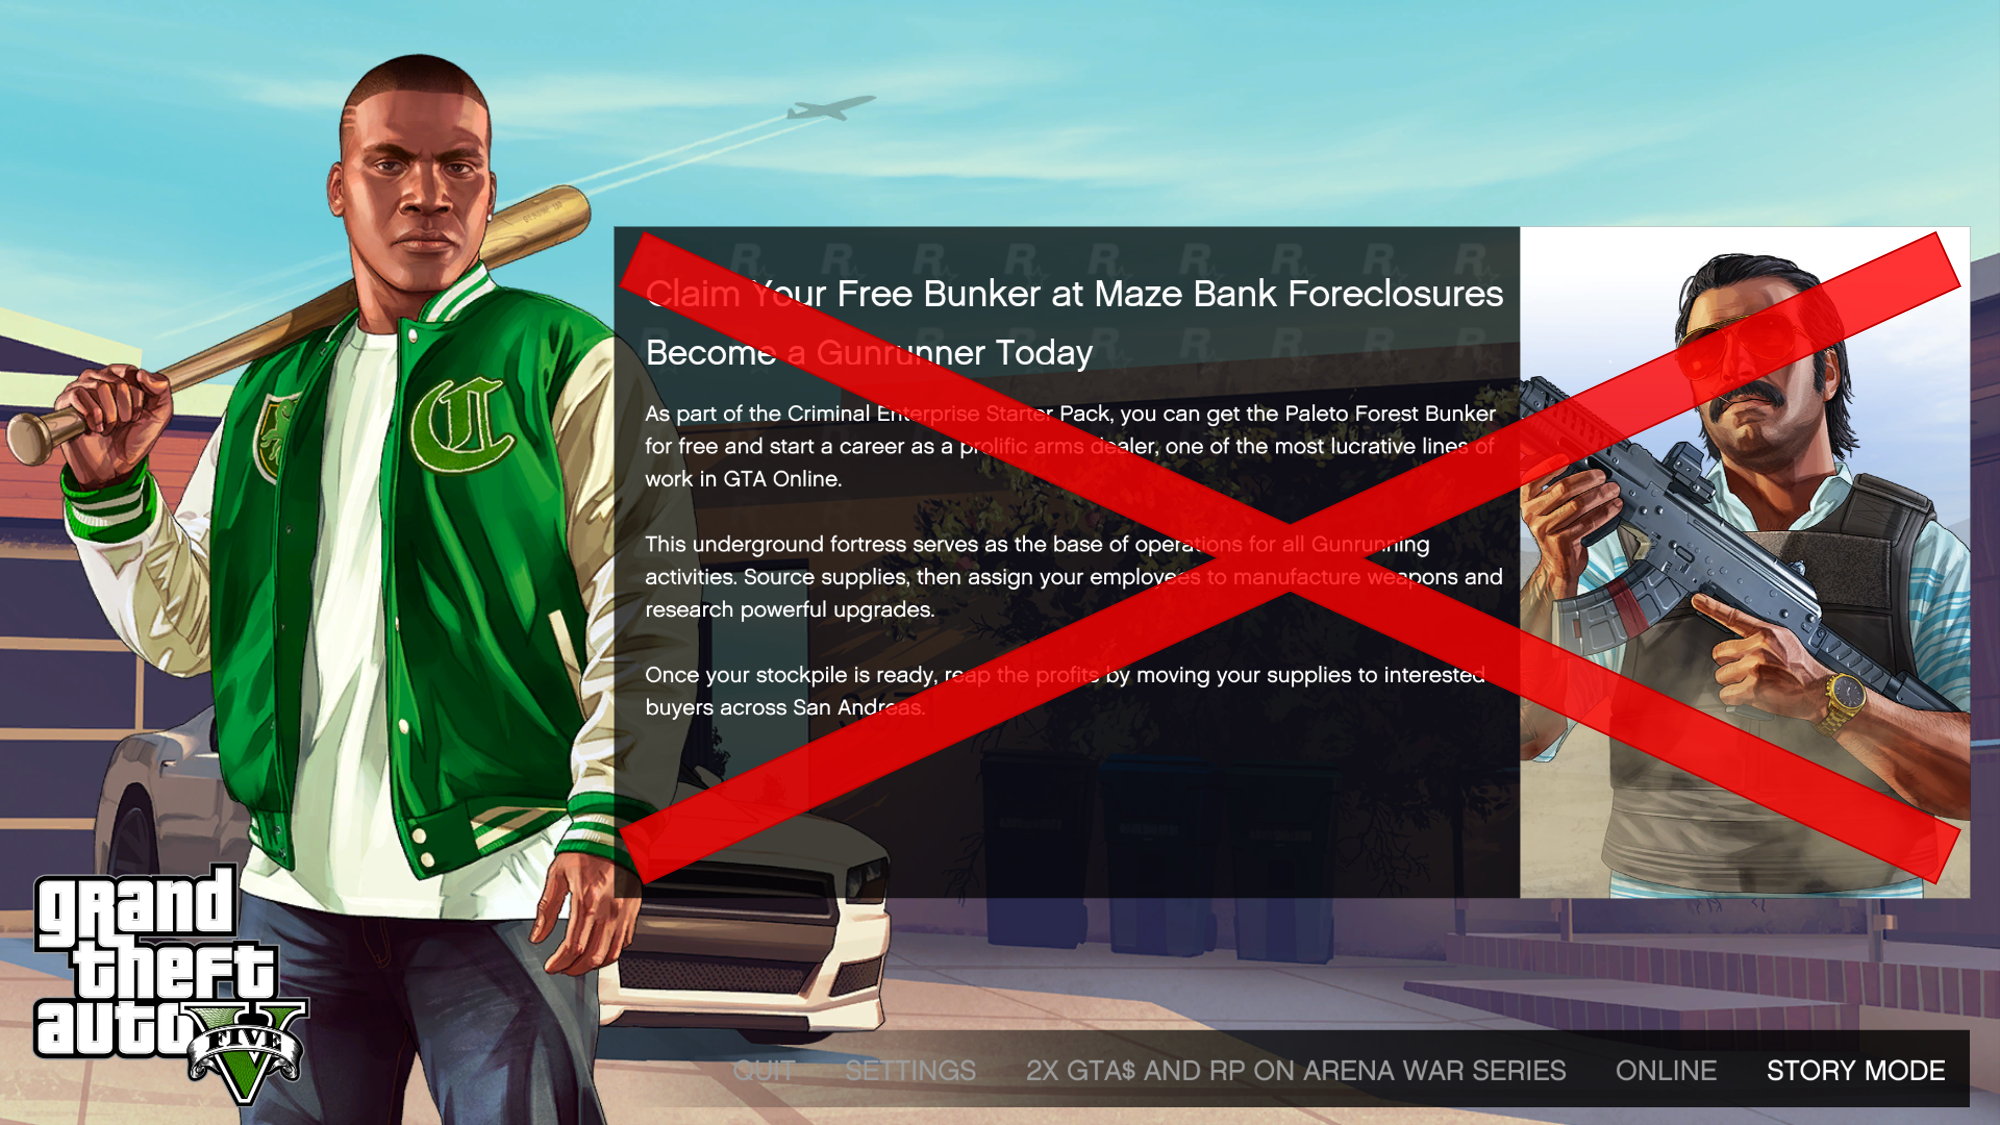 Claim Your Free Bunker at Maze Bank Foreclosures
Become a Gunrunner Today
As part of the Criminal Enterprise Starter Pack, you can get the Paleto Forest Bunker
for free and start a career as a prolific arms dealer, one of the most lucrative lines of
work in GTA Online.
This underground fortress serves as the base of operations for all Gunrunning
activities. Source supplies, then assign your employees to manufacture weapons and
research powerful upgrades.
Once your stockpile is ready, reap the profits by moving your supplies to interested
buyers across San Andreas.
grand
theft
auto V
FIVE
QUIT
SETTINGS
2X GTA$ AND RP ON ARENA WAR SERIES
ONLINE
STORY MODE